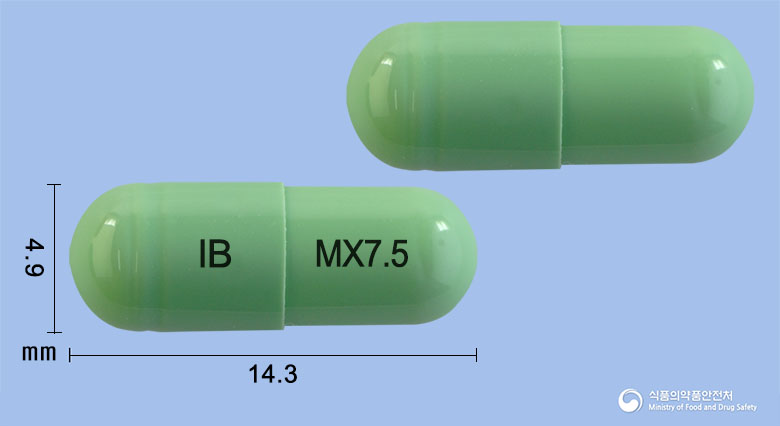 IB MX7.5
4.9
mm
14.3
식품의약품안전처
Ministry of Food and Drug Safety